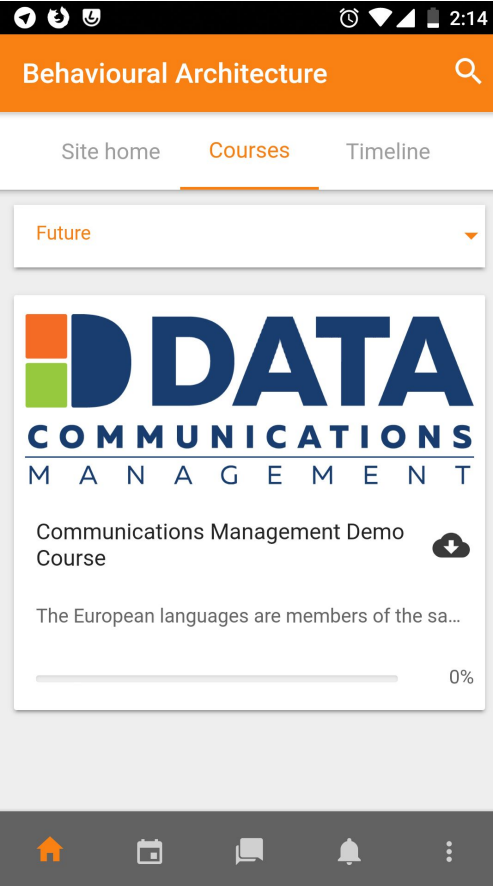 2:14
Behavioural Architecture
Site home
Courses
Timeline
Future
DATA
COMMUNICATIONS
MANAGEMENT
Communications Management Demo
Course
The European languages are members of the sa...
0%